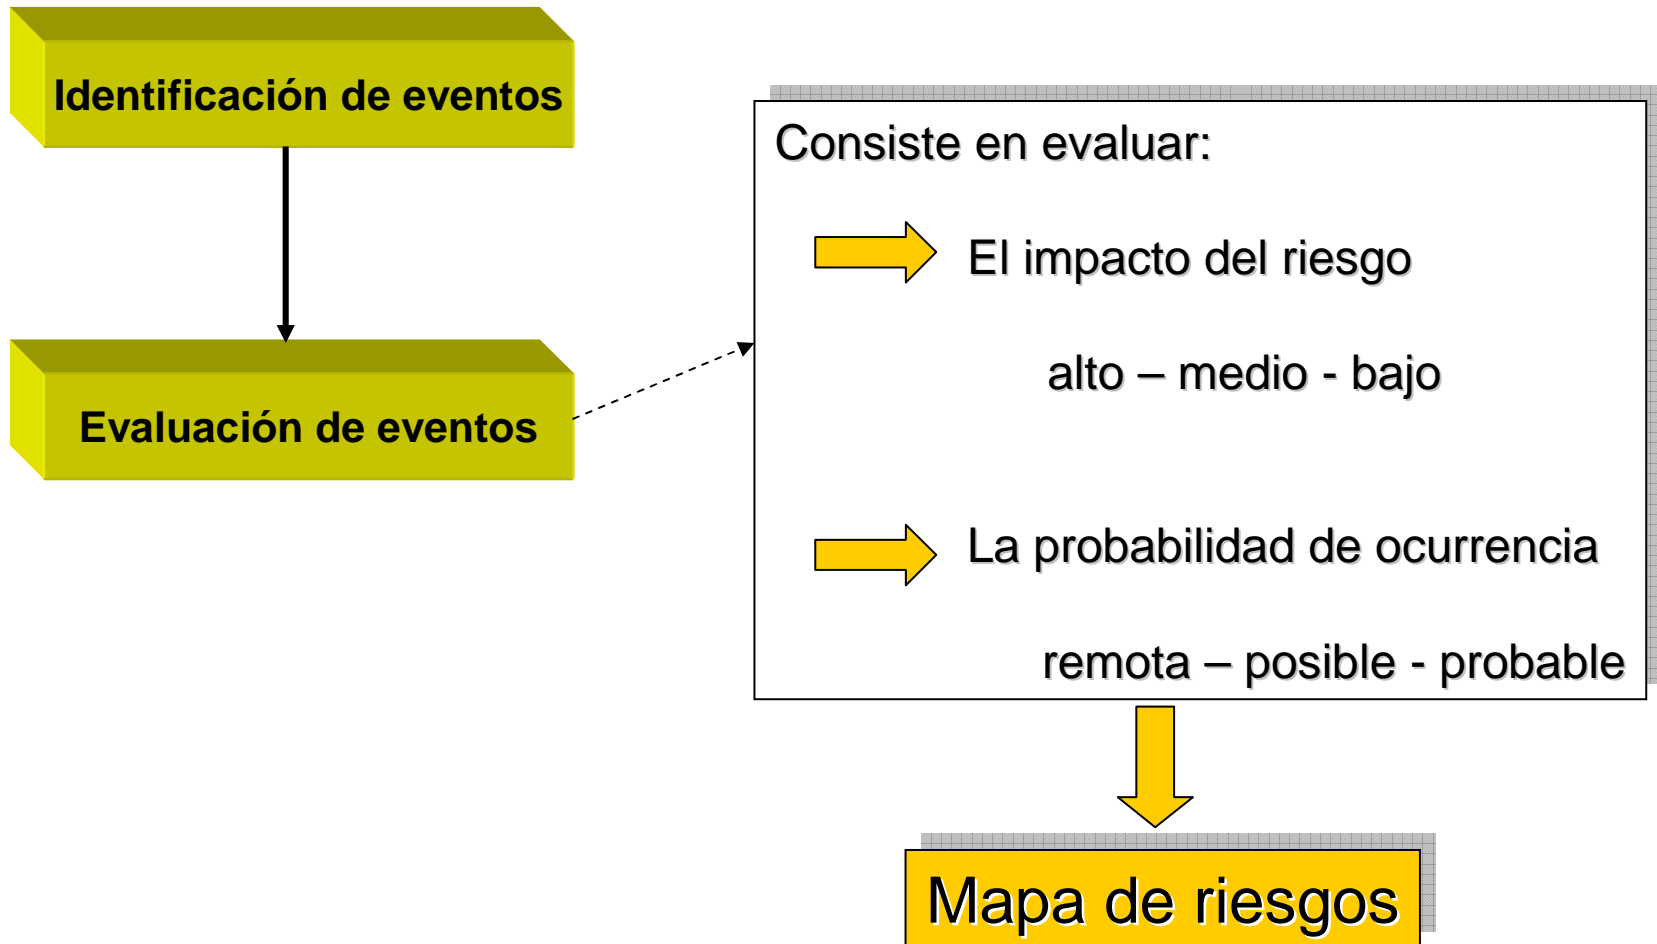 Identificación de eventos
Evaluación de eventos
Consiste en evaluar:
El impacto del riesgo
alto – medio - bajo
La probabilidad de ocurrencia
remota – posible - probable
Mapa de riesgos